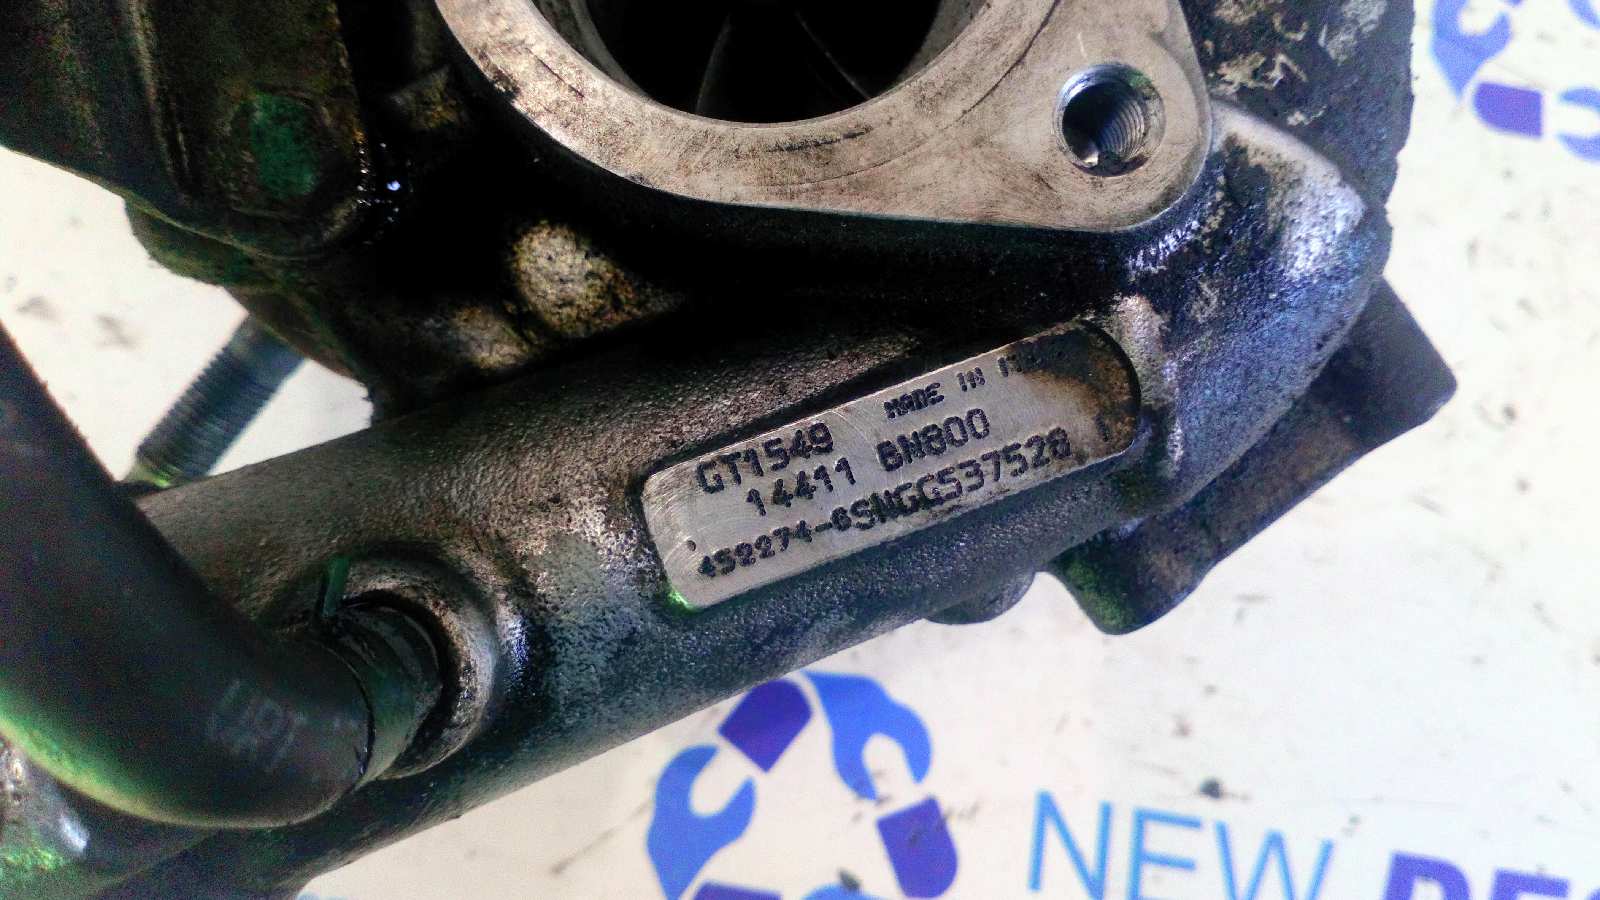 MADE IN
GT1549
14411 BN800
452274-6SNGG537528
NEW